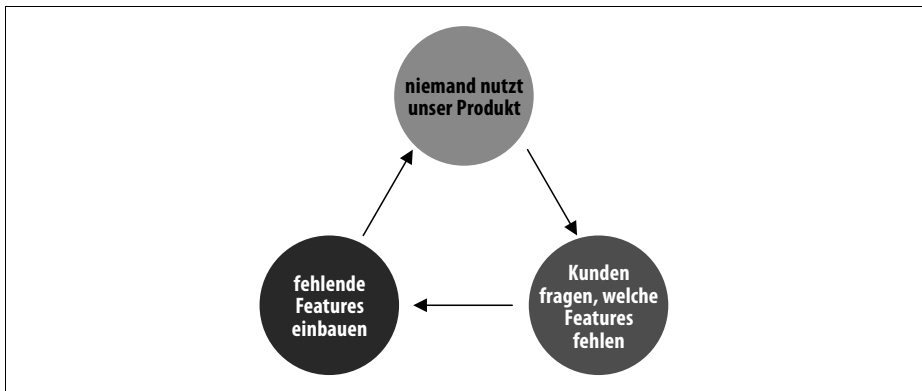 niemand nutzt
unser Produkt
Kunden
fragen, welche
Features
fehlen
fehlende
Features
einbauen